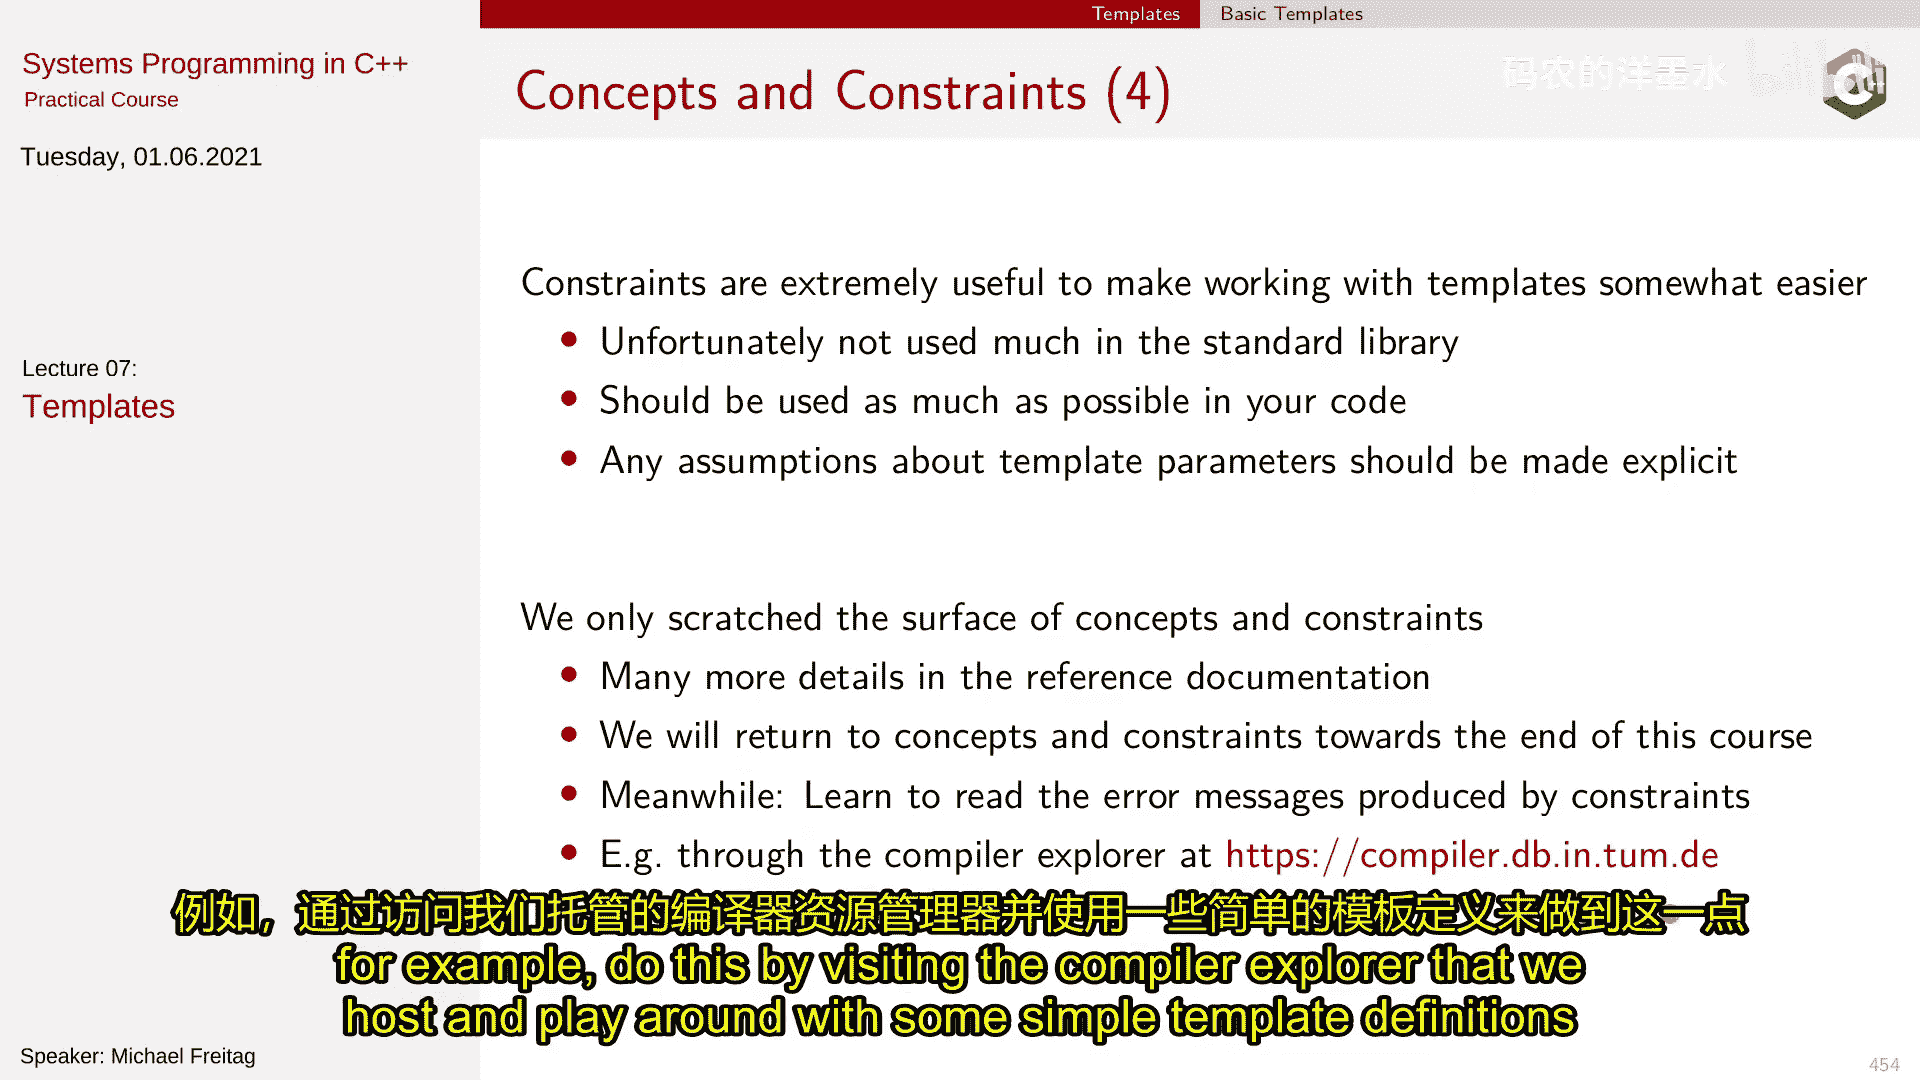 Templates
Basic Templates
Systems Programming in C++
Practical Course
Concepts and Constraints (4)
码农的洋墨水
Tuesday, 01.06.2021
Constraints are extremely useful to make working with templates somewhat easier
Unfortunately not used much in the standard library
Lecture 07:
Templates
Should be used as much as possible in your code
Any assumptions about template parameters should be made explicit
We only scratched the surface of concepts and constraints
Many more details in the reference documentation
We will return to concepts and constraints towards the end of this course
Meanwhile: Learn to read the error messages produced by constraints
E.g. through the compiler explorer at https://compiler.db.in.tum.de
例如，通过访问我们托管的编译器资源管理器并使用一些简单的模板定义来做到这一点
for example, do this by visiting the compiler explorer that we
host and play around with some simple template definitions
Speaker: Michael Freitag
454